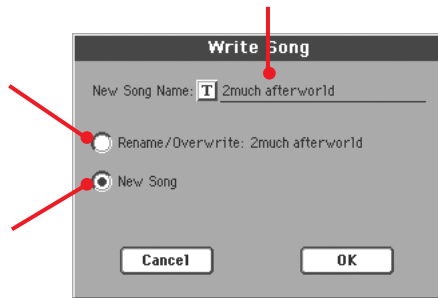 Write Song
New Song Name: T 2much afterworld
Rename/Overwrite: 2much afterworld
New Song
Cancel OK